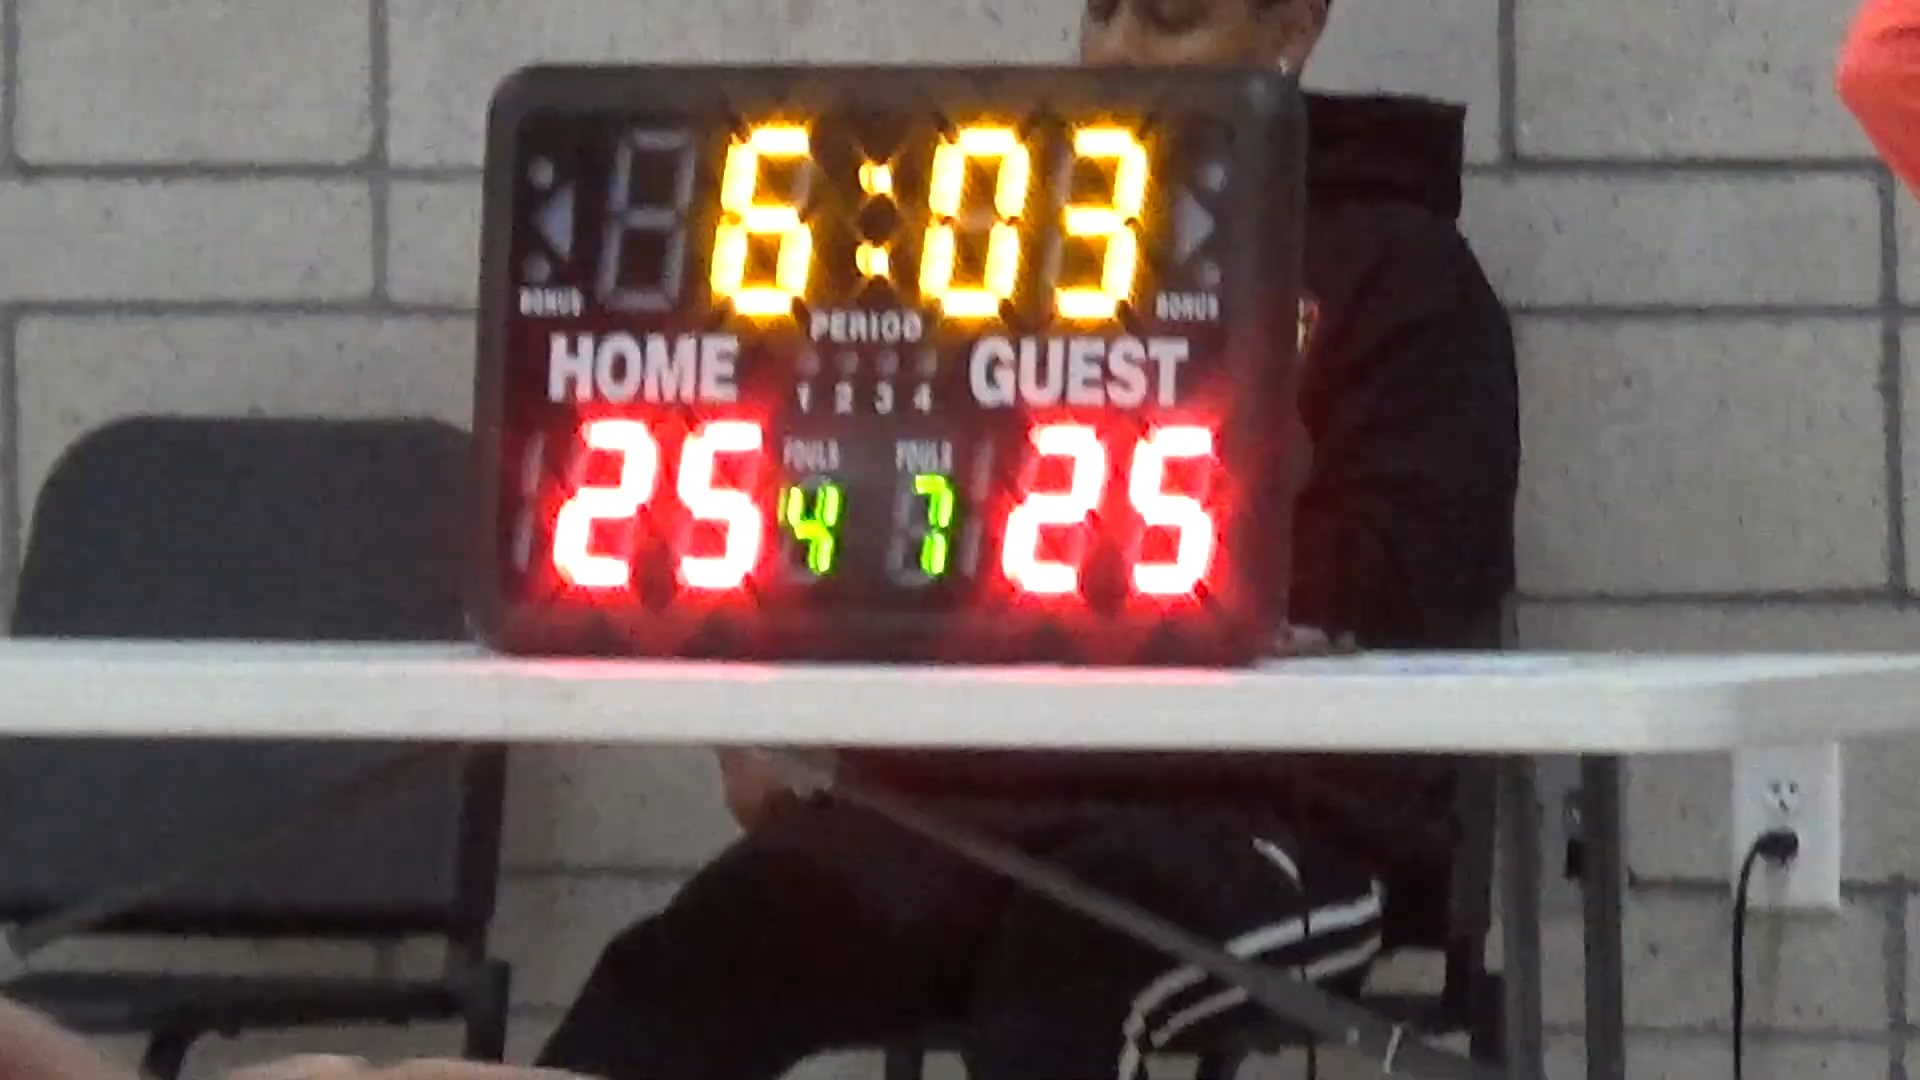 6:03
BONUS PERIOD BONUS
HOME 1 2 3 4 GUEST
FOULS FOULS
25 4 7 25